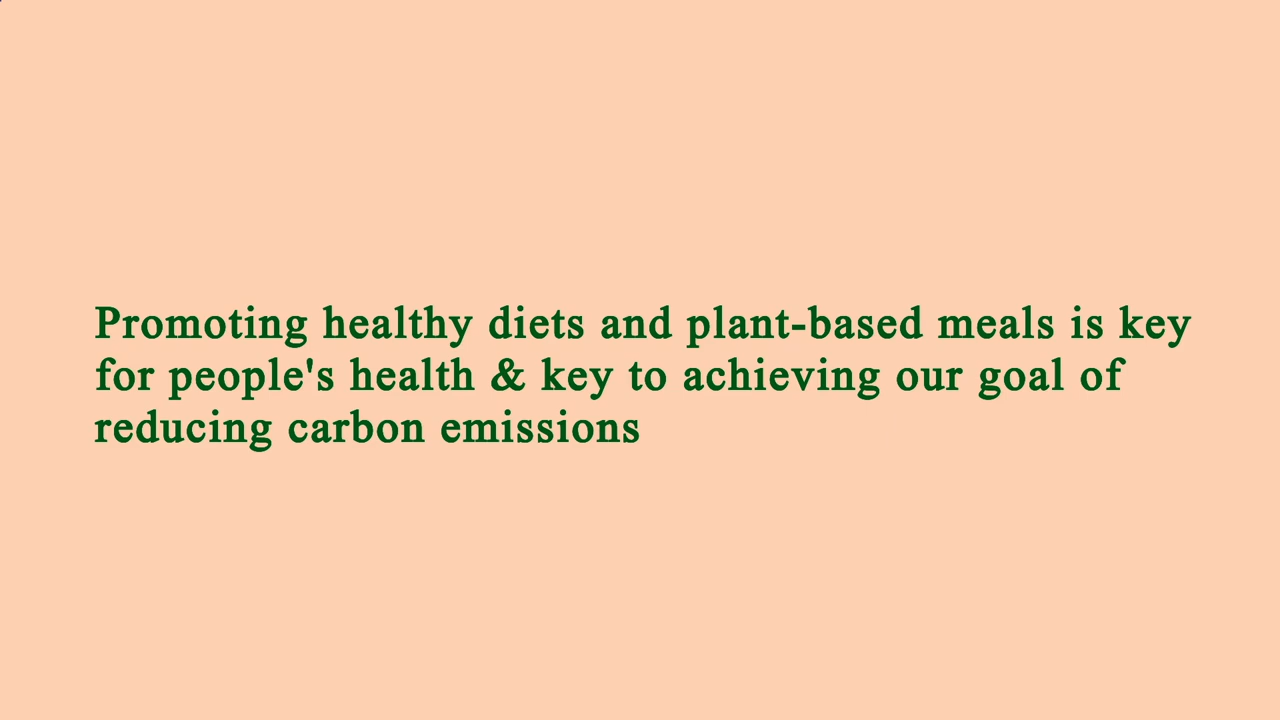 Promoting healthy diets and plant-based meals is key
for people's health & key to achieving our goal of
reducing carbon emissions